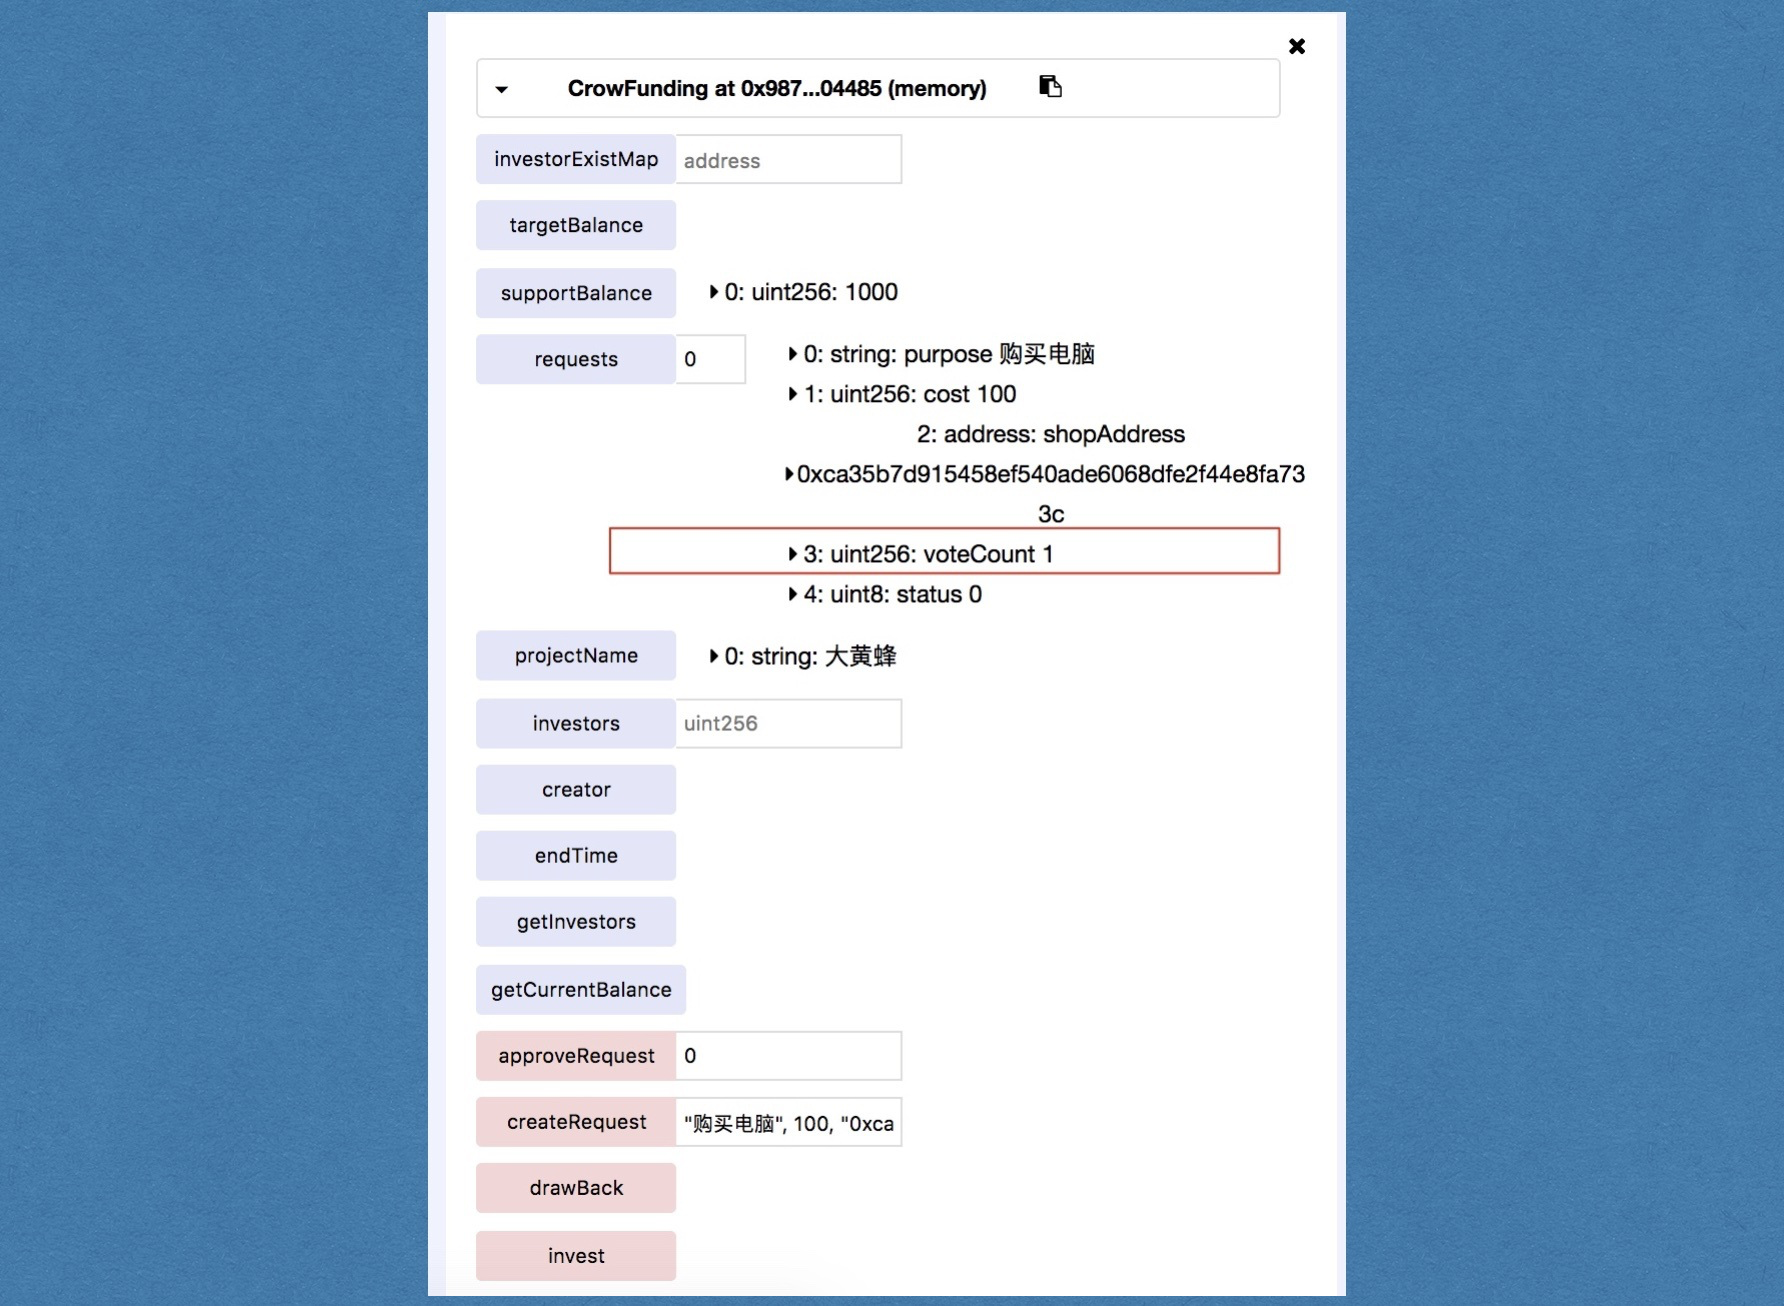 CrowFunding at 0x987...04485 (memory)
investorExistMap address
targetBalance
supportBalance 0: uint256: 1000
requests 0 0: string: purpose 购买电脑
1: uint256: cost 100
2: address: shopAddress
0xca35b7d915458ef540ade6068dfe2f44e8fa73
3c
3: uint256: voteCount 1
4: uint8: status 0
projectName 0: string: 大黄蜂
investors uint256
creator
endTime
getInvestors
getCurrentBalance
approveRequest 0
createRequest "购买电脑", 100, "0xca
drawBack
invest